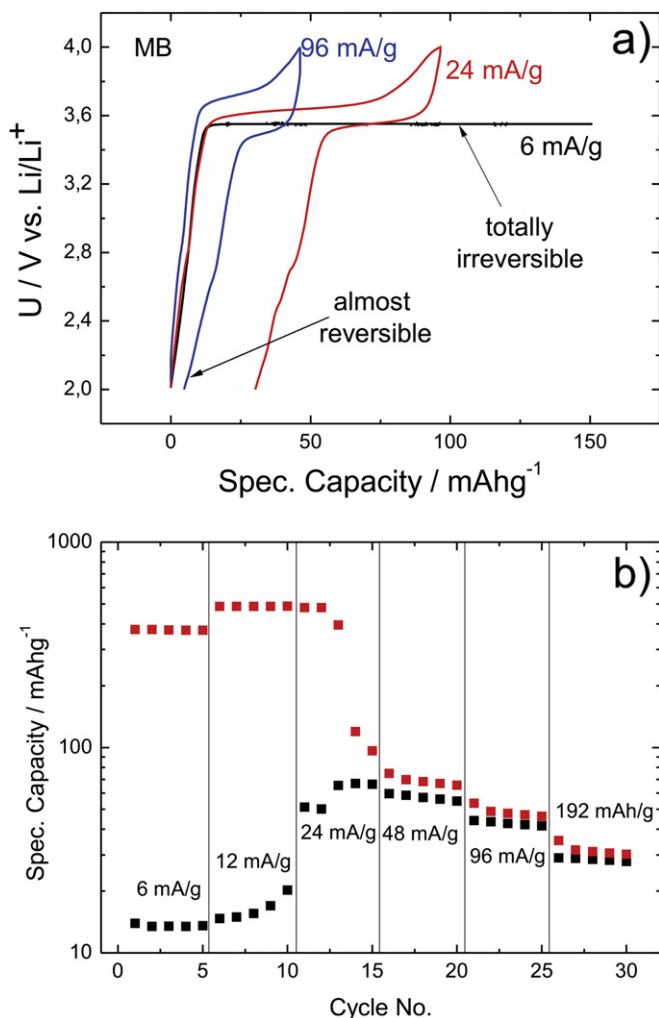 a)
MB
96 mA/g
24 mA/g
6 mA/g
totally
irreversible
almost
reversible
4,0
3,6
3,2
2,8
2,4
2,0
U / V vs. Li/Li⁺
0 50 100 150
Spec. Capacity / mAhg⁻¹
b)
1000
100
10
Spec. Capacity / mAhg⁻¹
6 mA/g
12 mA/g
24 mA/g
48 mA/g
96 mA/g
192 mAh/g
0 5 10 15 20 25 30
Cycle No.